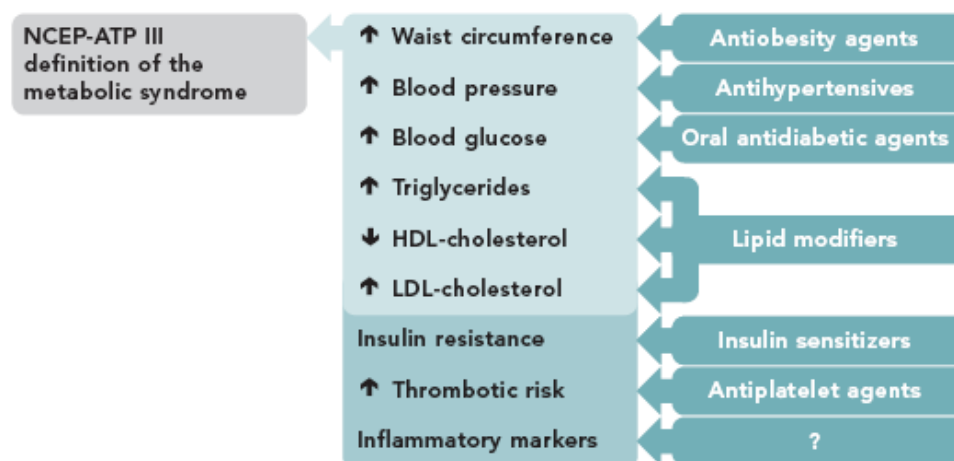 NCEP-ATP III
definition of the
metabolic syndrome
↑ Waist circumference
Antiobesity agents
↑ Blood pressure
Antihypertensives
↑ Blood glucose
Oral antidiabetic agents
↑ Triglycerides
↓ HDL-cholesterol
Lipid modifiers
↑ LDL-cholesterol
Insulin resistance
Insulin sensitizers
↑ Thrombotic risk
Antiplatelet agents
Inflammatory markers
?